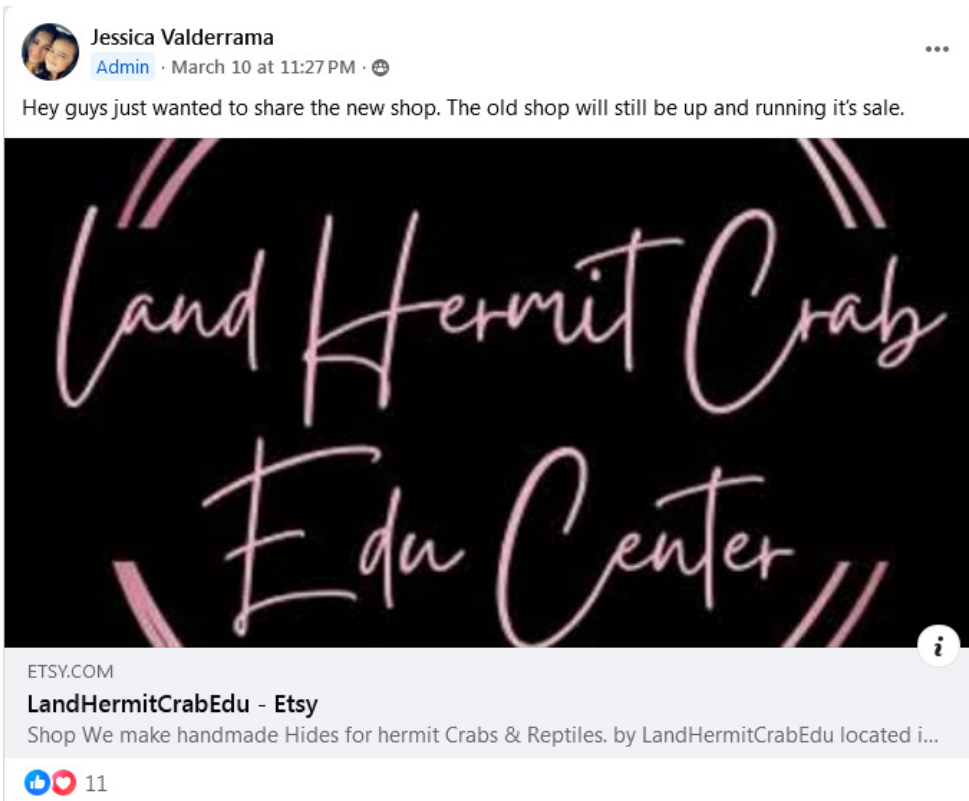 Jessica Valderrama
Admin · March 10 at 11:27 PM ·
Hey guys just wanted to share the new shop. The old shop will still be up and running it's sale.
Land Hermit Crab
Edu Center
i
ETSY.COM
LandHermitCrabEdu - Etsy
Shop We make handmade Hides for hermit Crabs & Reptiles. by LandHermitCrabEdu located i...
11